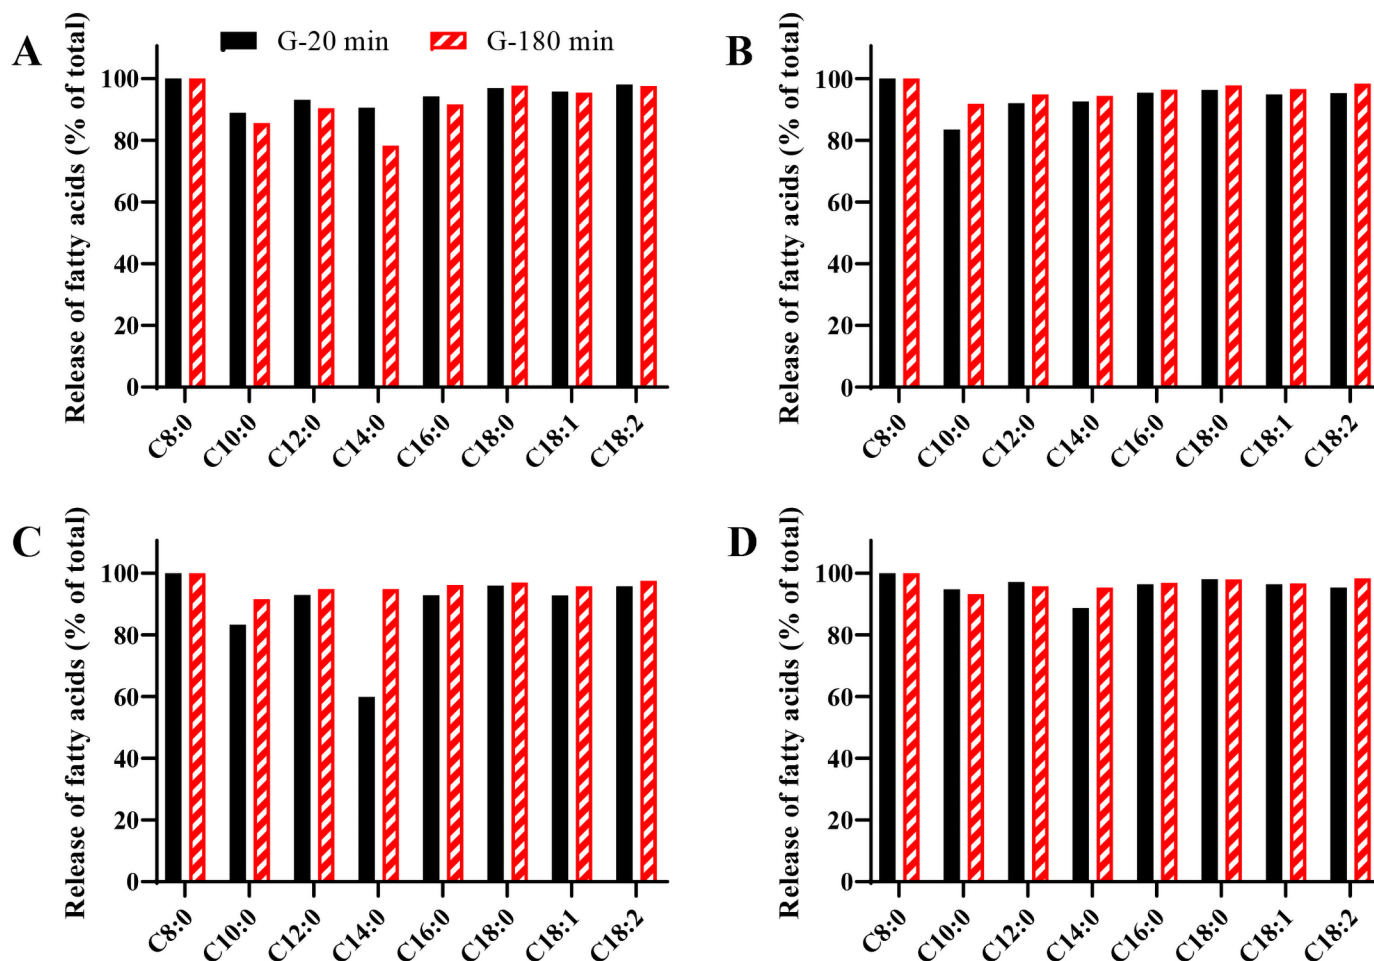 A
G-20 min
G-180 min
Release of fatty acids (% of total)
100
80
60
40
20
0
C8:0
C10:0
C12:0
C14:0
C16:0
C18:0
C18:1
C18:2
B
Release of fatty acids (% of total)
100
80
60
40
20
0
C8:0
C10:0
C12:0
C14:0
C16:0
C18:0
C18:1
C18:2
C
Release of fatty acids (% of total)
100
80
60
40
20
0
C8:0
C10:0
C12:0
C14:0
C16:0
C18:0
C18:1
C18:2
D
Release of fatty acids (% of total)
100
80
60
40
20
0
C8:0
C10:0
C12:0
C14:0
C16:0
C18:0
C18:1
C18:2